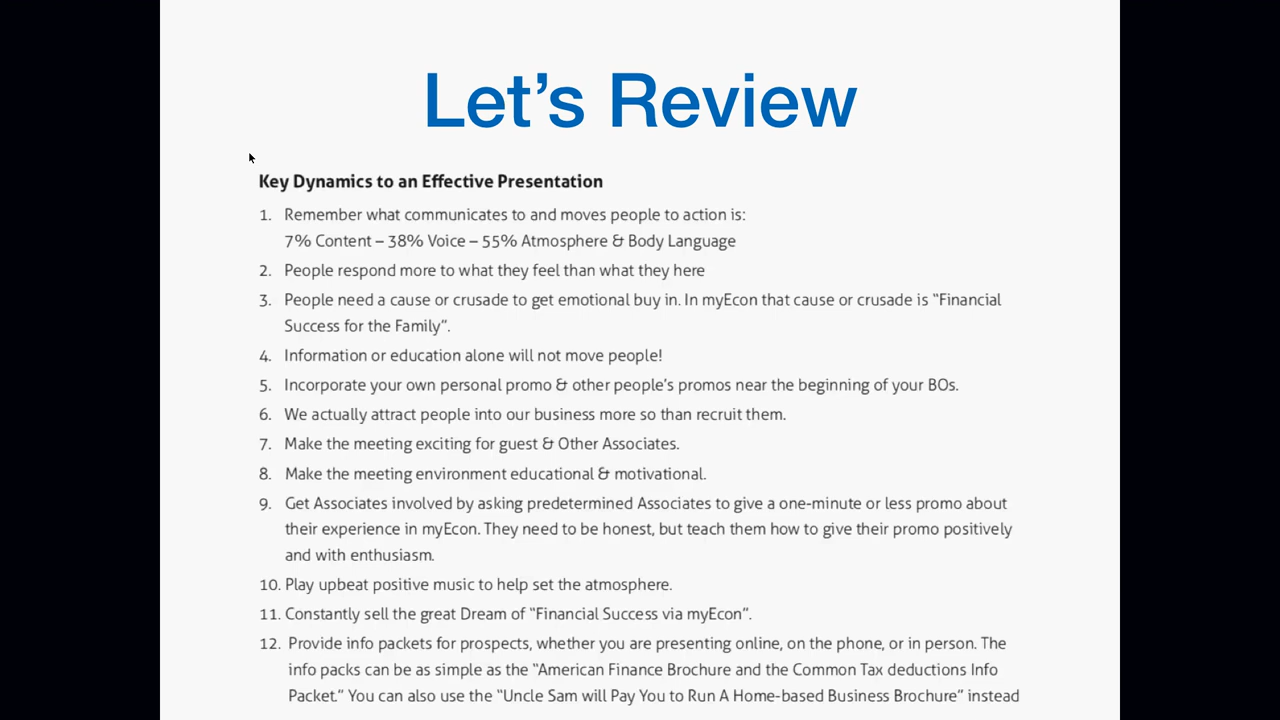 Let's Review
Key Dynamics to an Effective Presentation
1. Remember what communicates to and moves people to action is:
7% Content – 38% Voice – 55% Atmosphere & Body Language
2. People respond more to what they feel than what they here
3. People need a cause or crusade to get emotional buy in. In myEcon that cause or crusade is “Financial
Success for the Family”.
4. Information or education alone will not move people!
5. Incorporate your own personal promo & other people’s promos near the beginning of your BOs.
6. We actually attract people into our business more so than recruit them.
7. Make the meeting exciting for guest & Other Associates.
8. Make the meeting environment educational & motivational.
9. Get Associates involved by asking predetermined Associates to give a one-minute or less promo about
their experience in myEcon. They need to be honest, but teach them how to give their promo positively
and with enthusiasm.
10. Play upbeat positive music to help set the atmosphere.
11. Constantly sell the great Dream of “Financial Success via myEcon”.
12. Provide info packets for prospects, whether you are presenting online, on the phone, or in person. The
info packs can be as simple as the “American Finance Brochure and the Common Tax deductions Info
Packet.” You can also use the “Uncle Sam will Pay You to Run A Home-based Business Brochure” instead